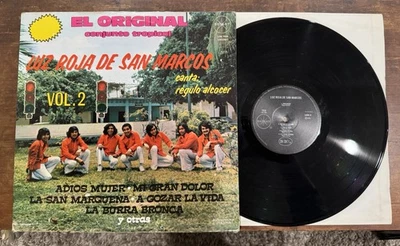 EL ORIGINAL
conjunto tropical
LUZ ROJA DE SAN MARCOS
canta:
régulo alcocer
VOL. 2
ADIOS MUJER * MI GRAN DOLOR
LA SAN MARQUEÑA * A GOZAR LA VIDA
LA BURRA BRONCA
y otras
LUZ ROJA DE SAN MARCOS